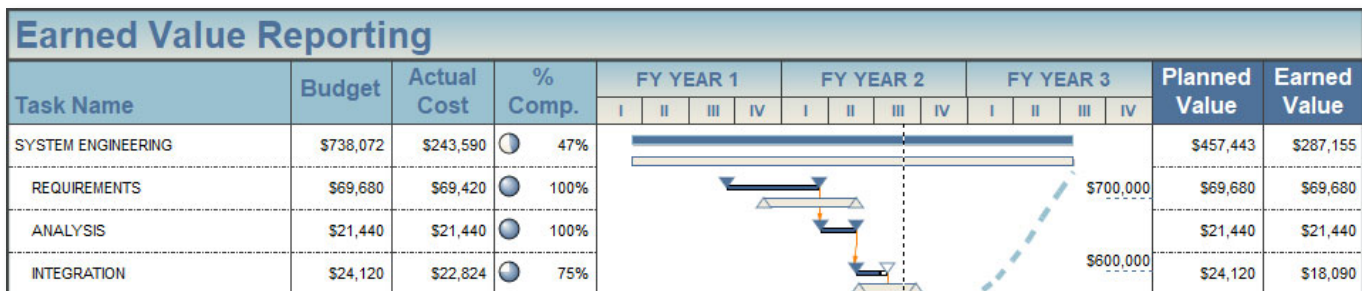 Earned Value Reporting
Task Name Budget Actual Cost % Comp. FY YEAR 1 FY YEAR 2 FY YEAR 3 Planned Value Earned Value
I II III IV I II III IV I II III IV
SYSTEM ENGINEERING $738,072 $243,590 47% $457,443 $287,155
REQUIREMENTS $69,680 $69,420 100% $700,000 $69,680 $69,680
ANALYSIS $21,440 $21,440 100% $21,440 $21,440
INTEGRATION $24,120 $22,824 75% $600,000 $24,120 $18,090